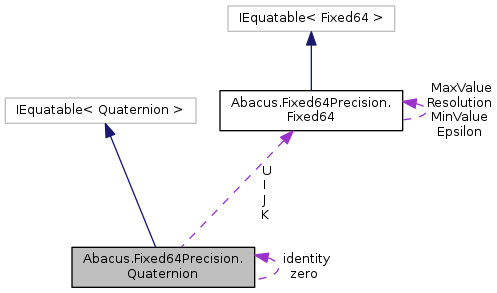 IEquatable< Fixed64 >
IEquatable< Quaternion >
Abacus.Fixed64Precision.
Fixed64
MaxValue
Resolution
MinValue
Epsilon
U
I
J
K
Abacus.Fixed64Precision.
Quaternion
identity
zero